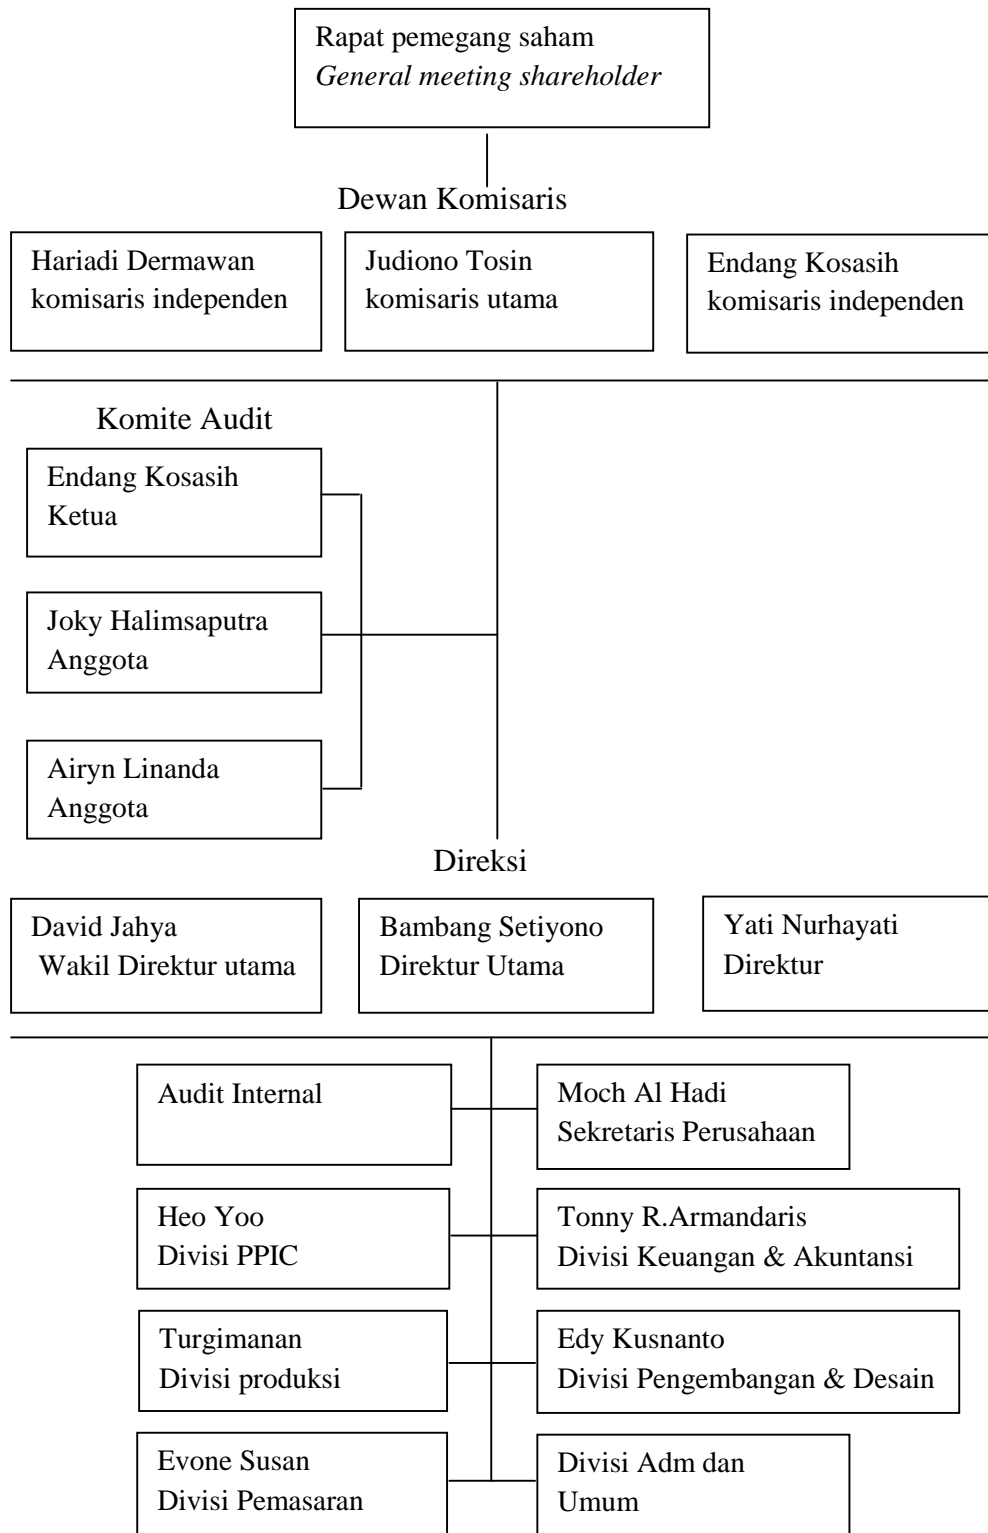 Rapat pemegang saham
General meeting shareholder
Dewan Komisaris
Hariadi Dermawan
komisaris independen
Judiono Tosin
komisaris utama
Endang Kosasih
komisaris independen
Komite Audit
Endang Kosasih
Ketua
Joky Halimsaputra
Anggota
Airyn Linanda
Anggota
Direksi
David Jahya
Wakil Direktur utama
Bambang Setiyono
Direktur Utama
Yati Nurhayati
Direktur
Audit Internal
Moch Al Hadi
Sekretaris Perusahaan
Heo Yoo
Divisi PPIC
Tonny R.Armandaris
Divisi Keuangan & Akuntansi
Turgimanan
Divisi produksi
Edy Kusnanto
Divisi Pengembangan & Desain
Evone Susan
Divisi Pemasaran
Divisi Adm dan
Umum